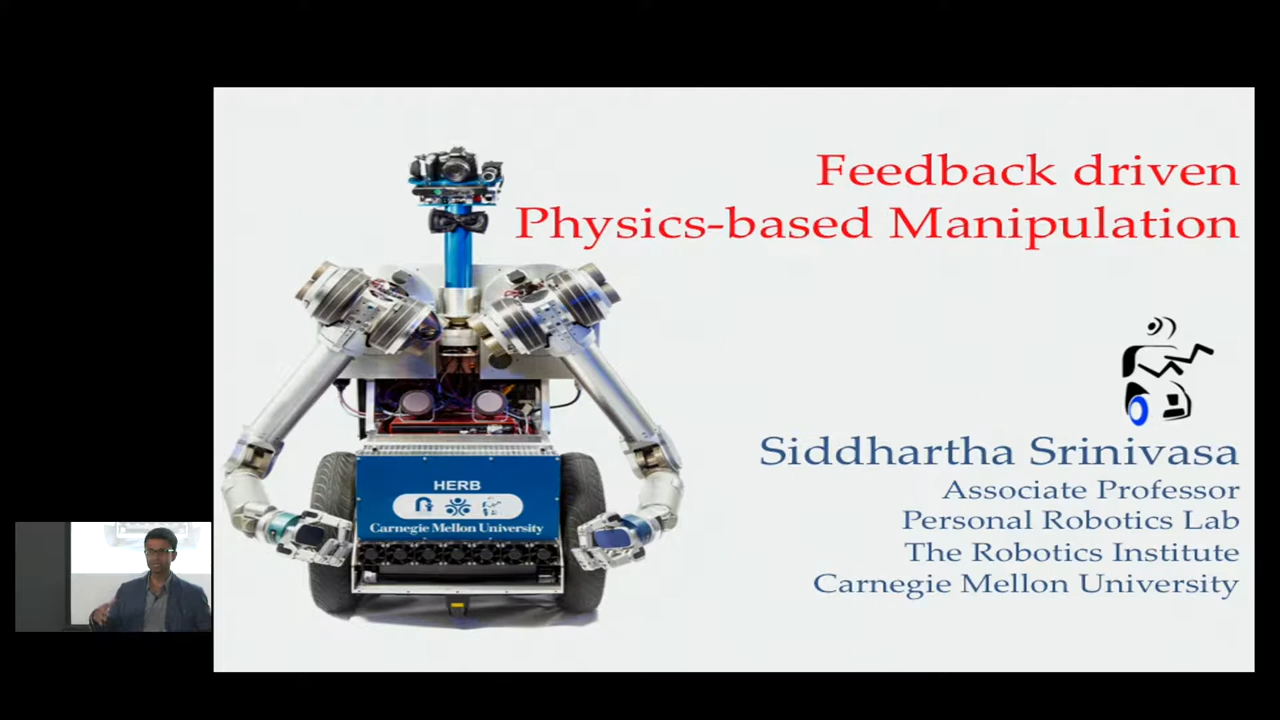 Feedback driven
Physics-based Manipulation
Siddhartha Srinivasa
Associate Professor
Personal Robotics Lab
The Robotics Institute
Carnegie Mellon University
HERB
Carnegie Mellon University